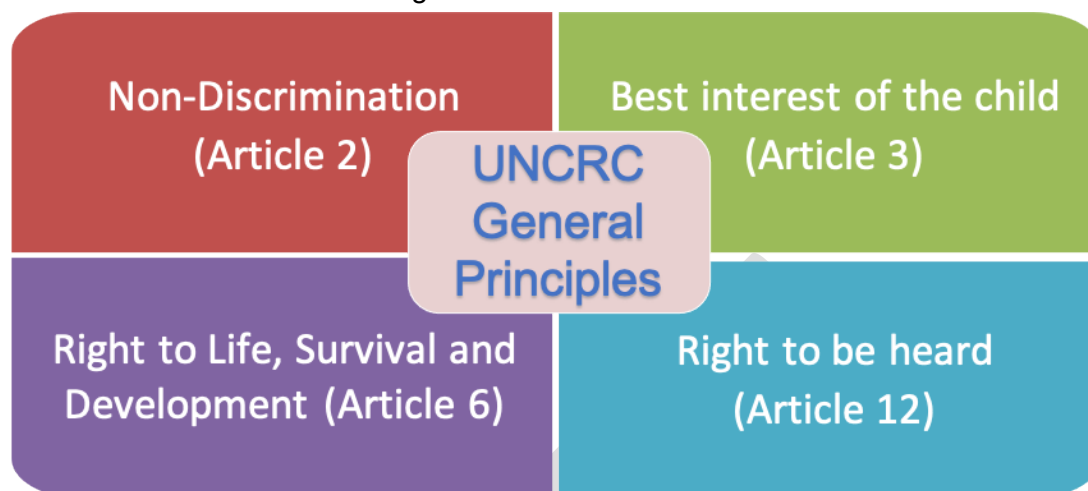 Non-Discrimination
(Article 2)
Best interest of the child
(Article 3)
UNCRC
General
Principles
Right to Life, Survival and
Development (Article 6)
Right to be heard
(Article 12)